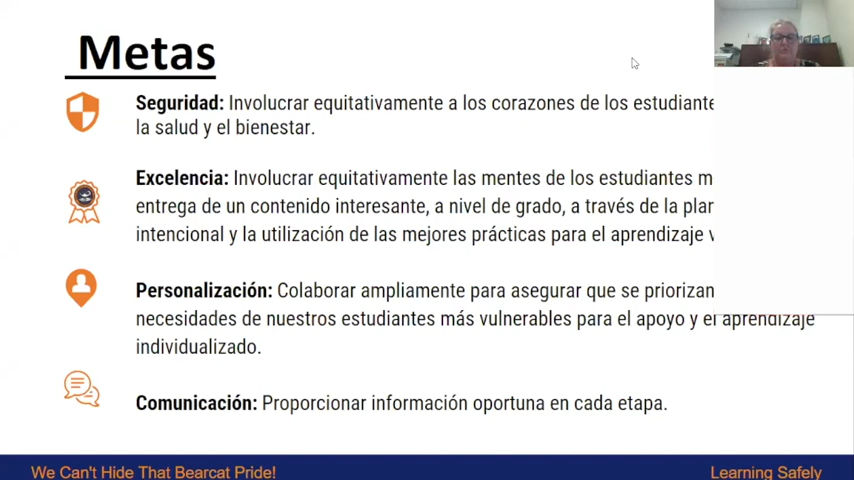 Metas
Seguridad: Involucrar equitativamente a los corazones de los estudiante
la salud y el bienestar.
Excelencia: Involucrar equitativamente las mentes de los estudiantes m
entrega de un contenido interesante, a nivel de grado, a través de la
intencional y la utilización de las mejores prácticas para el aprendizaje
Personalización: Colaborar ampliamente para asegurar que se priorizan
necesidades de nuestros estudiantes más vulnerables para el apoyo y el aprendizaje
individualizado.
Comunicación: Proporcionar información oportuna en cada etapa.
We Can't Hide That Bearcat Pride!
Learning Safely